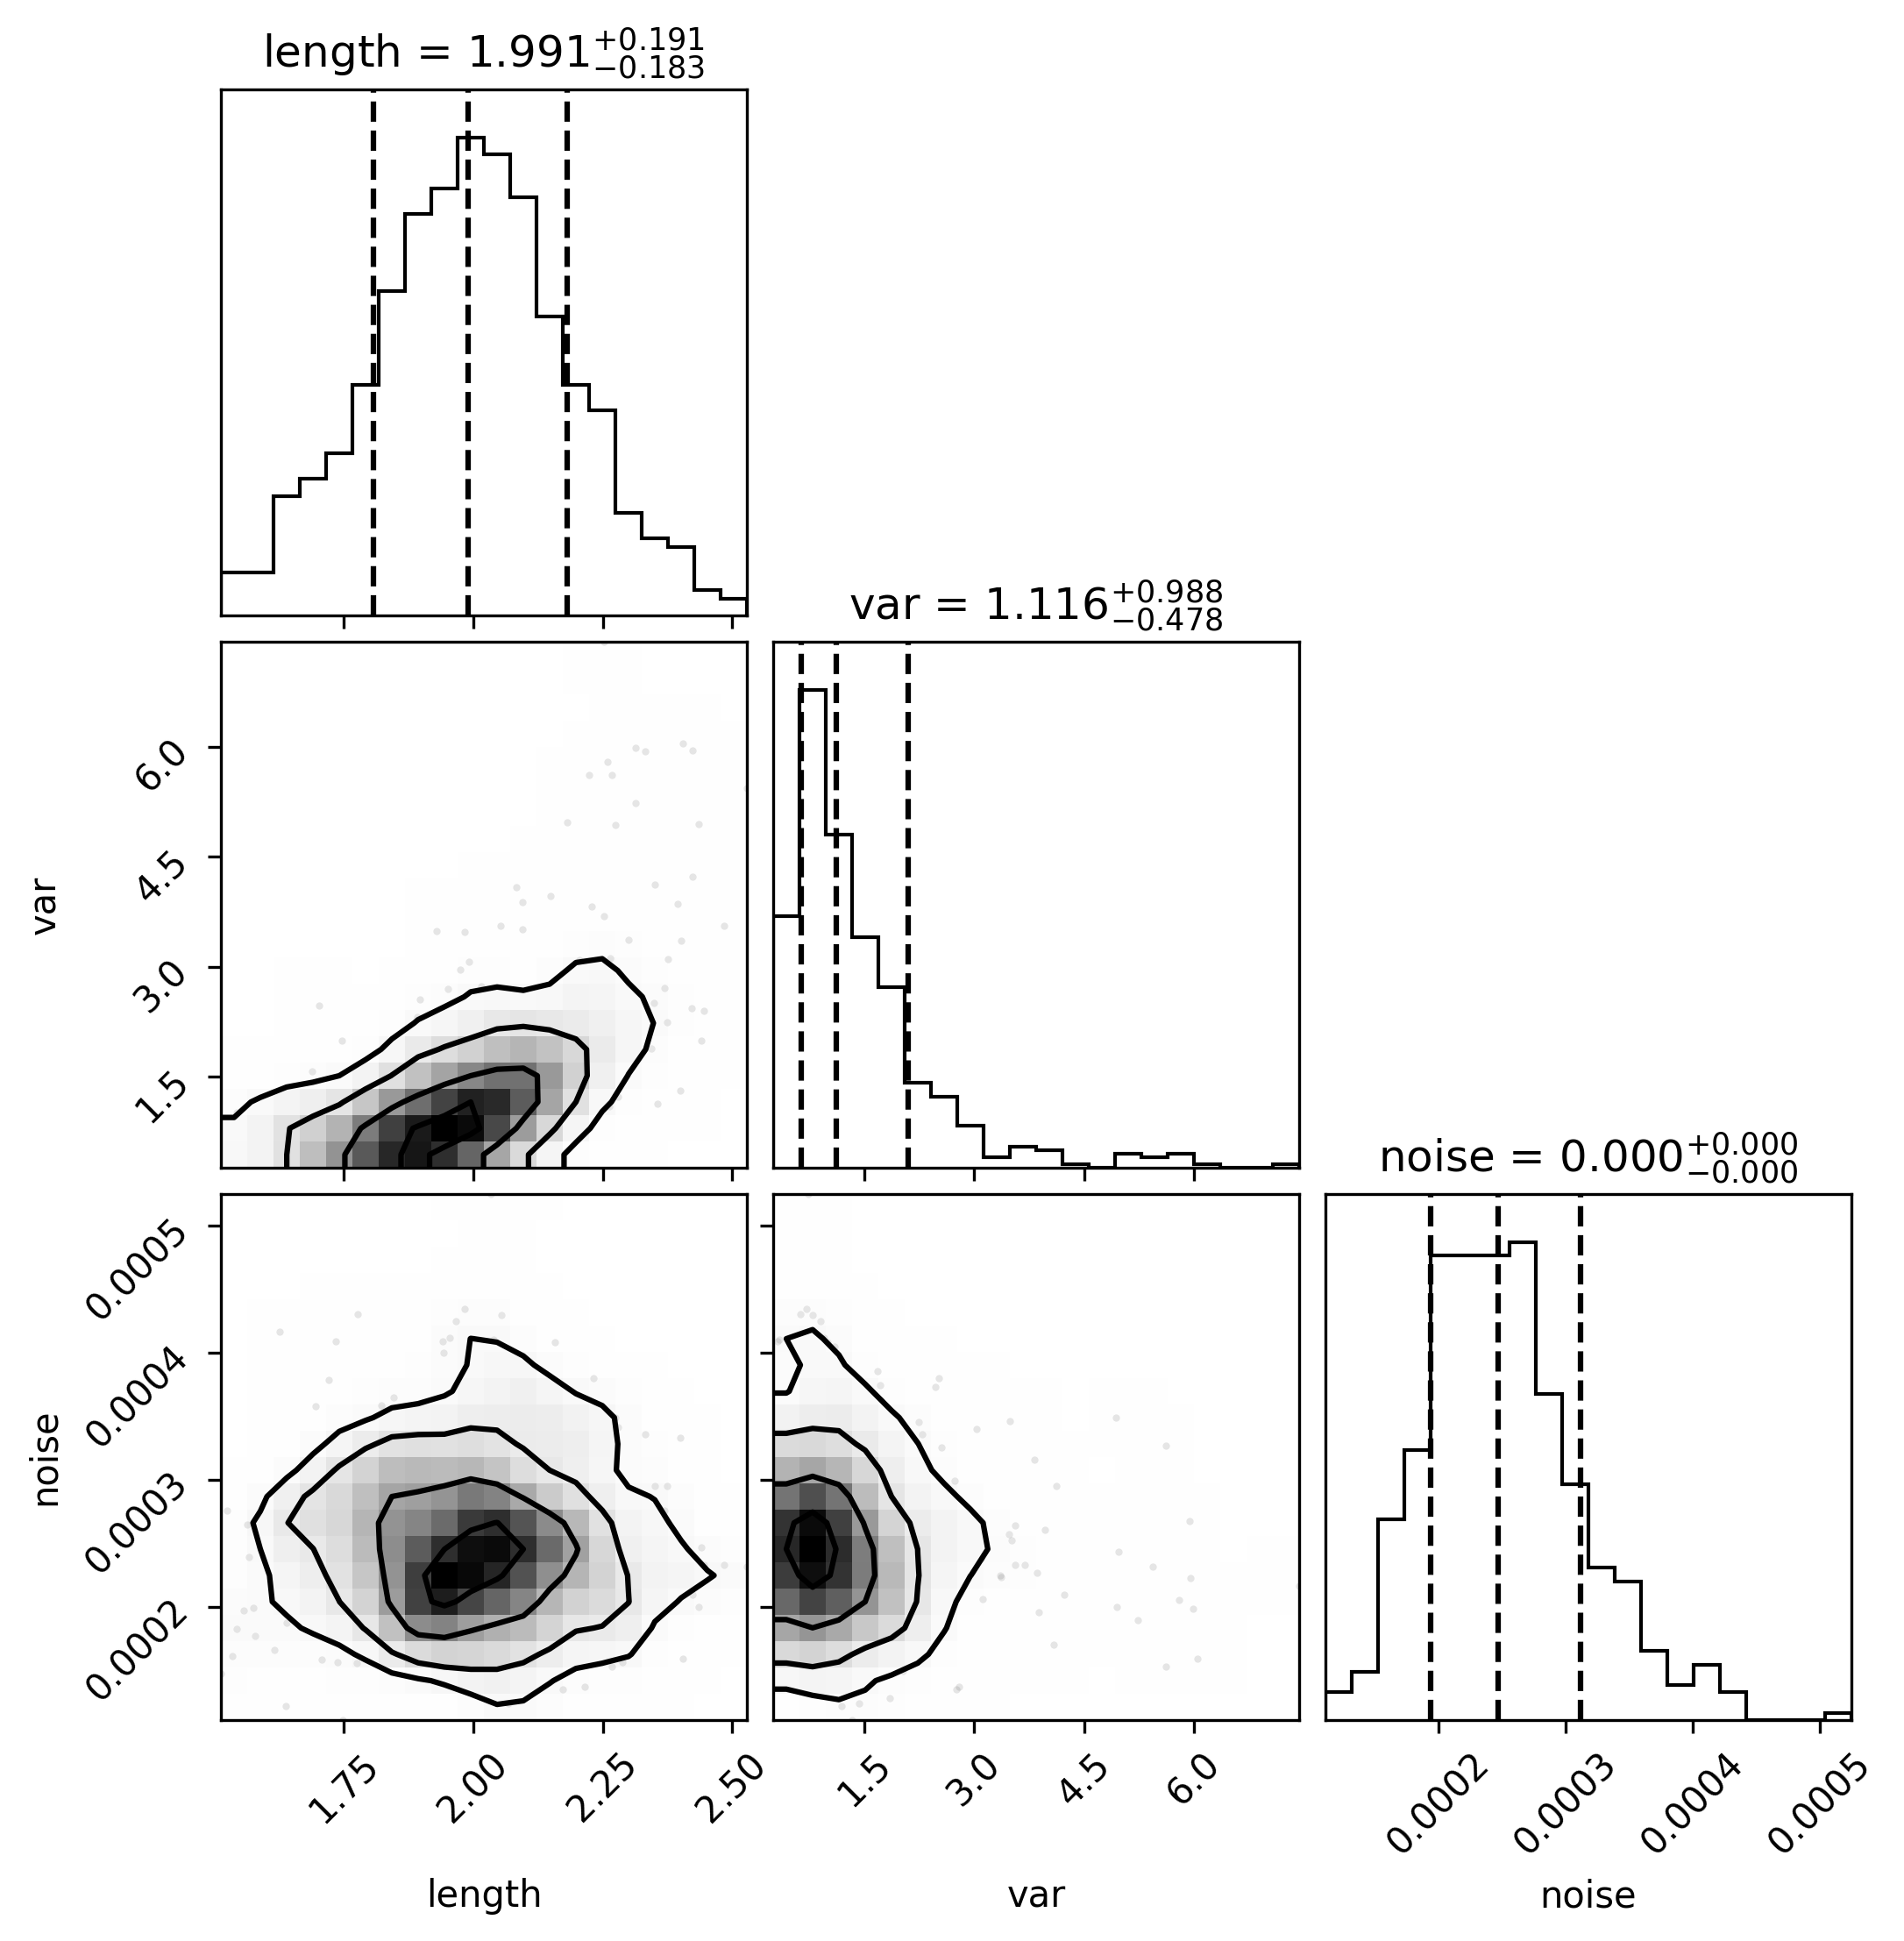 length = 1.991+0.191−0.183
var = 1.116+0.988−0.478
6.0
4.5
3.0
1.5
var
noise = 0.000+0.000−0.000
0.0005
0.0004
0.0003
0.0002
noise
1.75 2.00 2.25 2.50 1.5 3.0 4.5 6.0 0.0002 0.0003 0.0004 0.0005
length var noise